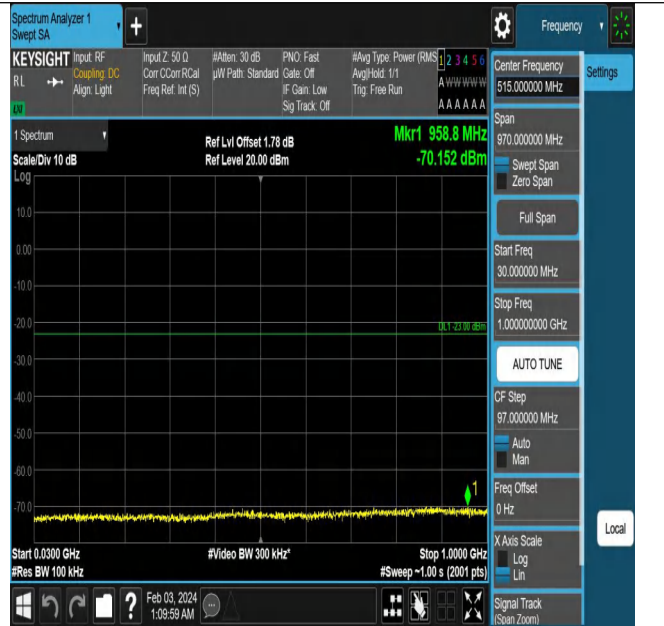 Spectrum Analyzer 1
Swept SA
Frequency
KEYSIGHT
RL
LXI
Input: RF
Coupling: DC
Align: Light
Input Z: 50 Ω
Corr CCorr RCal
Freq Ref: Int (S)
#Atten: 30 dB
µW Path: Standard
PNO: Fast
Gate: Off
IF Gain: Low
Sig Track: Off
#Avg Type: Power (RMS
Avg|Hold: 1/1
Trig: Free Run
1 2 3 4 5 6
A W W W W W
A A A A A A
Center Frequency
515.000000 MHz
Settings
Span
970.000000 MHz
Swept Span
Zero Span
Full Span
Start Freq
30.000000 MHz
Stop Freq
1.000000000 GHz
AUTO TUNE
CF Step
97.000000 MHz
Auto
Man
Freq Offset
0 Hz
X Axis Scale
Log
Lin
Signal Track
(Span Zoom)
Local
1 Spectrum
Scale/Div 10 dB
Ref Lvl Offset 1.78 dB
Ref Level 20.00 dBm
Mkr1 958.8 MHz
-70.152 dBm
Log
10.0
0.00
-10.0
-20.0
DL1 -23.00 dBm
-30.0
-40.0
-50.0
-60.0
1
-70.0
Start 0.0300 GHz
#Video BW 300 kHz*
Stop 1.0000 GHz
#Res BW 100 kHz
#Sweep ~1.00 s (2001 pts)
?
Feb 03, 2024
1:09:59 AM